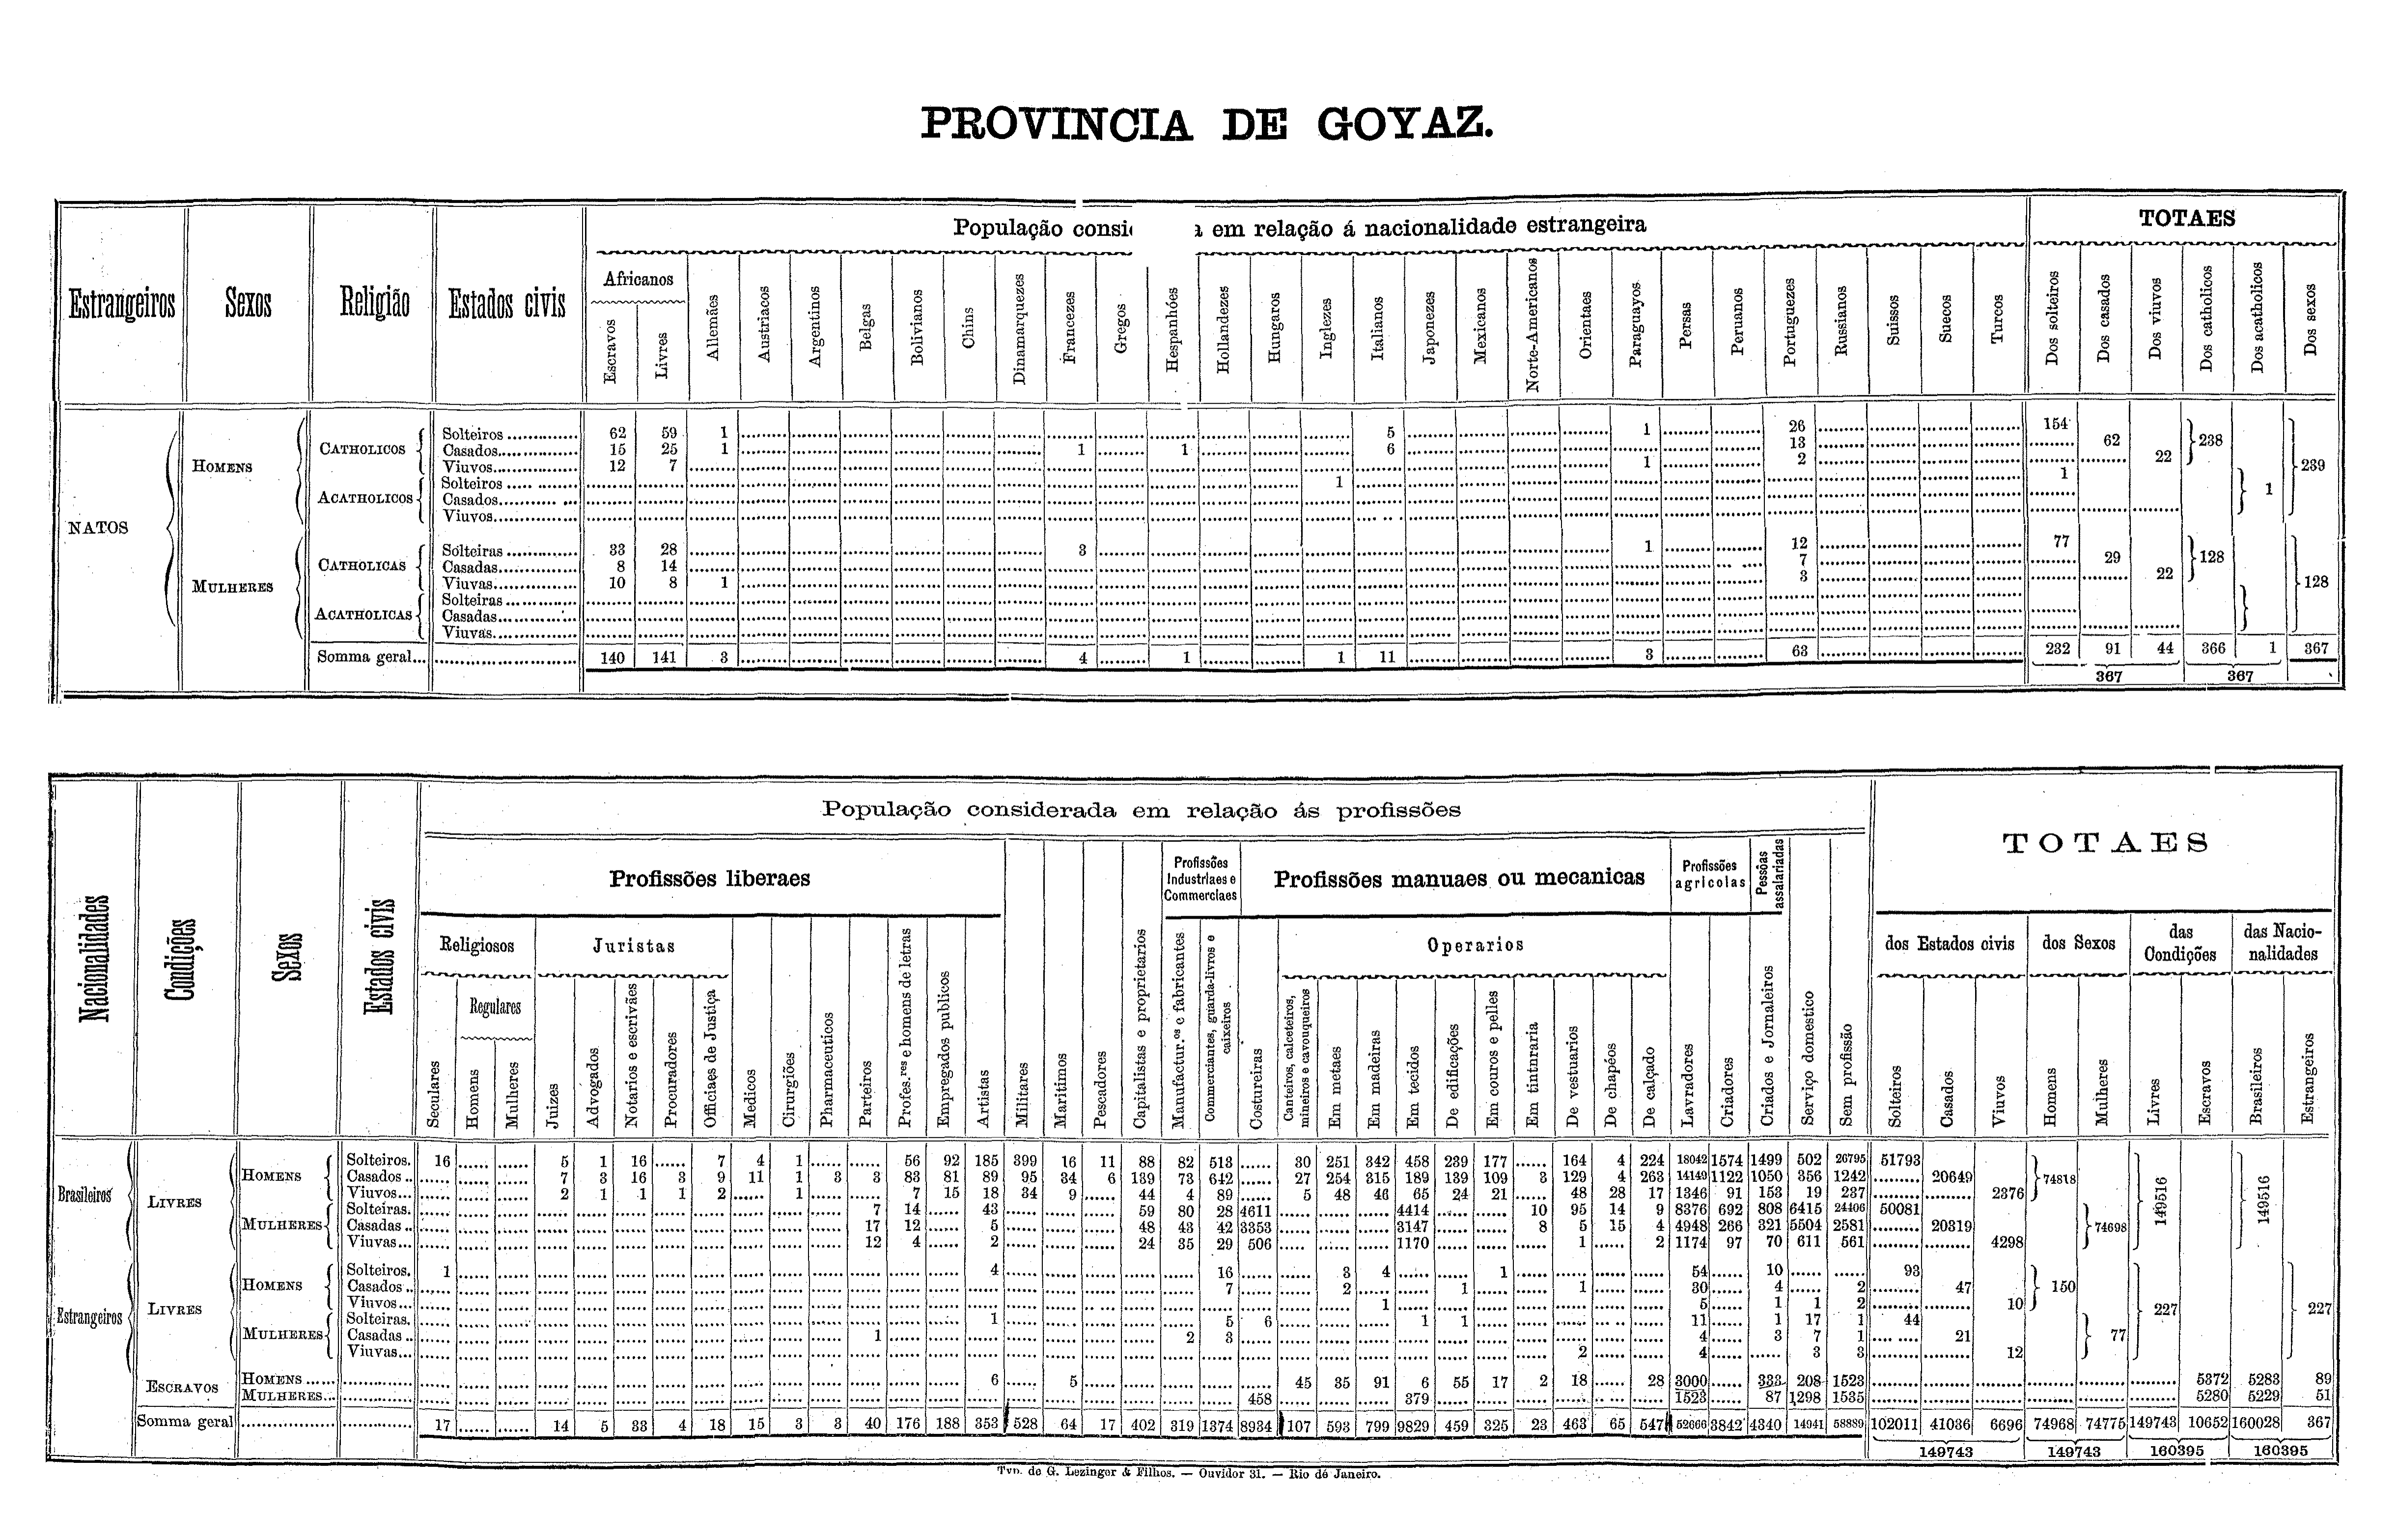 PROVINCIA DE GOYAZ.
População consi a em relação á nacionalidade estrangeira
TOTAES
Estrangeiros Sexos Religião Estados civis
Africanos
Escravos Livres Allemães Austriacos Argentinos Belgas Bolivianos Chins Dinamarquezes Francezes Gregos Hespanhóes Hollandezes Hungaros Inglezes Italianos Japonezes Mexicanos Norte-Americanos Orientaes Paraguayos Persas Peruanos Portuguezes Russianos Suissos Suecos Turcos Dos solteiros Dos casados Dos viuvos Dos catholicos Dos acatholicos Dos sexos
NATOS
HOMENS
CATHOLICOS
Solteiros 62 59 1 5 1 26 154
Casados 15 25 1 1 1 6 13 62 238
Viuvos 12 7 1 2 22
239
ACATHOLICOS
Solteiros 1 1
Casados 1
Viuvos
MULHERES
CATHOLICAS
Solteiras 33 28 3 1 12 77
Casadas 8 14 7 29 128
Viuvas 10 8 1 3 22
128
ACATHOLICAS
Solteiras
Casadas
Viuvas
Somma geral 140 141 3 4 1 1 11 3 63 232 91 44 366 1 367
367 367
População considerada em relação ás profissões
TOTAES
Nacionalidades Condições Sexos Estados civis
Profissões liberaes
Profissões Industriaes e Commerciaes
Profissões manuaes ou mecanicas
Profissões agricolas
Pessôas assalariadas
Religiosos Juristas Operarios
dos Estados civis dos Sexos das Condições das Nacio-nalidades
Regulares
Seculares Homens Mulheres Juizes Advogados Notarios e escrivães Procuradores Officiaes de Justiça Medicos Cirurgiões Pharmaceuticos Parteiros Profes.res e homens de letras Empregados publicos Artistas Militares Maritimos Pescadores Capitalistas e proprietarios Manufactur.os e fabricantes Commerciantes, guarda-livros e caixeiros Costureiras Canteiros, calceteiros, mineiros e cavouqueiros Em metaes Em madeiras Em tecidos De edificações Em couros e pelles Em tinturaria De vestuarios De chapéos De calçado Lavradores Criadores Criados e Jornaleiros Serviço domestico Sem profissão Solteiros Casados Viuvos Homens Mulheres Livres Escravos Brasileiros Estrangeiros
Brasileiros
LIVRES
HOMENS
Solteiros. 16 5 1 16 7 4 1 56 92 185 399 16 11 88 82 513 30 251 342 458 239 177 164 4 224 18042 1574 1499 502 26795 51793
Casados 7 3 16 3 9 11 1 3 3 83 81 89 95 34 6 139 73 642 27 254 315 189 139 109 3 129 4 263 14149 1122 1050 356 1242 20649 74818
Viuvos 2 1 1 1 2 1 7 15 18 34 9 44 4 89 5 48 46 65 24 21 48 28 17 1346 91 153 19 237 2376
149516 149516
MULHERES
Solteiras. 7 14 43 59 80 28 4611 4414 10 95 14 9 8376 692 808 6415 24406 50081
Casadas 17 12 5 48 43 42 3353 3147 8 5 15 4 4948 266 321 5504 2581 20319 74698
Viuvas 12 4 2 24 35 29 506 1170 1 2 1174 97 70 611 561 4298
Estrangeiros
LIVRES
HOMENS
Solteiros. 1 4 16 3 4 1 54 10 93
Casados 7 2 1 1 30 4 2 47 150
Viuvos 1 5 1 1 2 10
227 227
MULHERES
Solteiras. 1 5 6 1 1 11 1 17 1 44
Casadas 1 2 3 4 3 7 1 21 77
Viuvas 2 4 3 3 12
ESCRAVOS
HOMENS 6 5 45 35 91 6 55 17 2 18 28 3000 333 208 1523 5372 5283 89
MULHERES 458 379 1523 87 1298 1535 5280 5229 51
Somma geral 17 14 5 33 4 18 15 3 3 40 176 188 353 528 64 17 402 319 1374 8934 107 593 799 9829 459 325 23 463 65 547 52666 3842 4340 14941 58889 102011 41036 6696 74968 74775 149743 10652 160028 367
149743 149743 160395 160395
Typ. de G. Leuzinger & Filhos. — Ouvidor 31. — Rio de Janeiro.